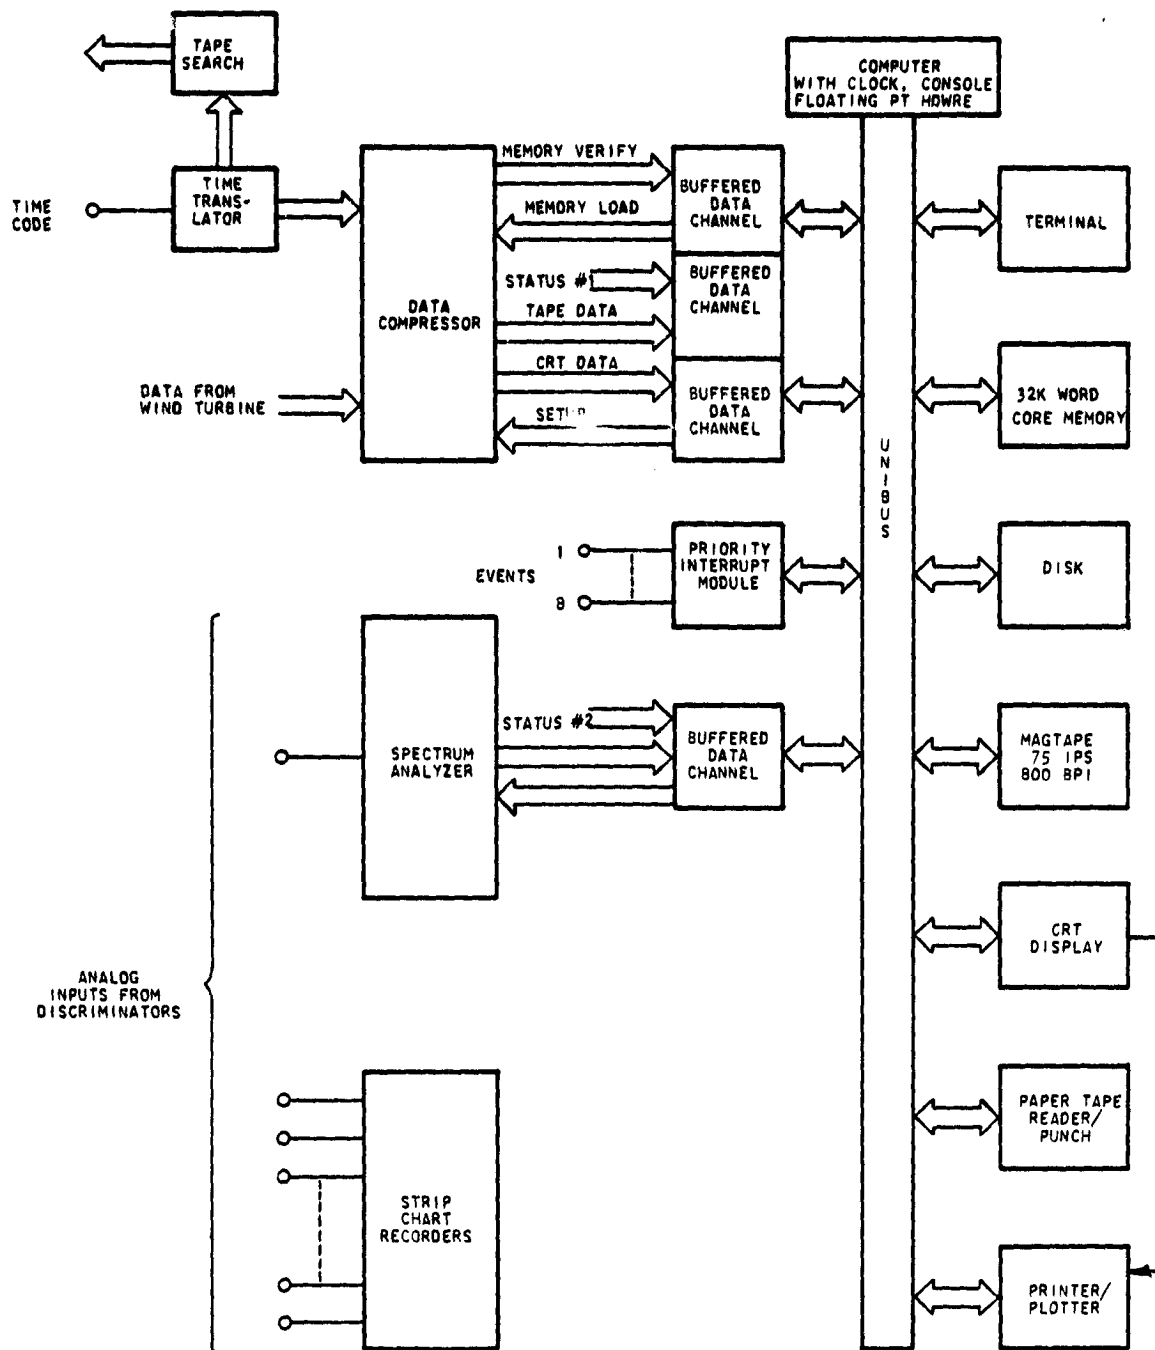 TAPE
SEARCH
COMPUTER
WITH CLOCK, CONSOLE
FLOATING PT HDWRE
TIME
CODE
TIME
TRANS-
LATOR
MEMORY VERIFY
MEMORY LOAD
BUFFERED
DATA
CHANNEL
TERMINAL
DATA
COMPRESSOR
STATUS #1
TAPE DATA
BUFFERED
DATA
CHANNEL
DATA FROM
WIND TURBINE
CRT DATA
BUFFERED
DATA
CHANNEL
32K WORD
CORE MEMORY
UNIBUS
EVENTS
1
8
PRIORITY
INTERRUPT
MODULE
DISK
SPECTRUM
ANALYZER
STATUS #2
BUFFERED
DATA
CHANNEL
MAGTAPE
75 IPS
800 BPI
CRT
DISPLAY
ANALOG
INPUTS FROM
DISCRIMINATORS
PAPER TAPE
READER/
PUNCH
STRIP
CHART
RECORDERS
PRINTER/
PLOTTER